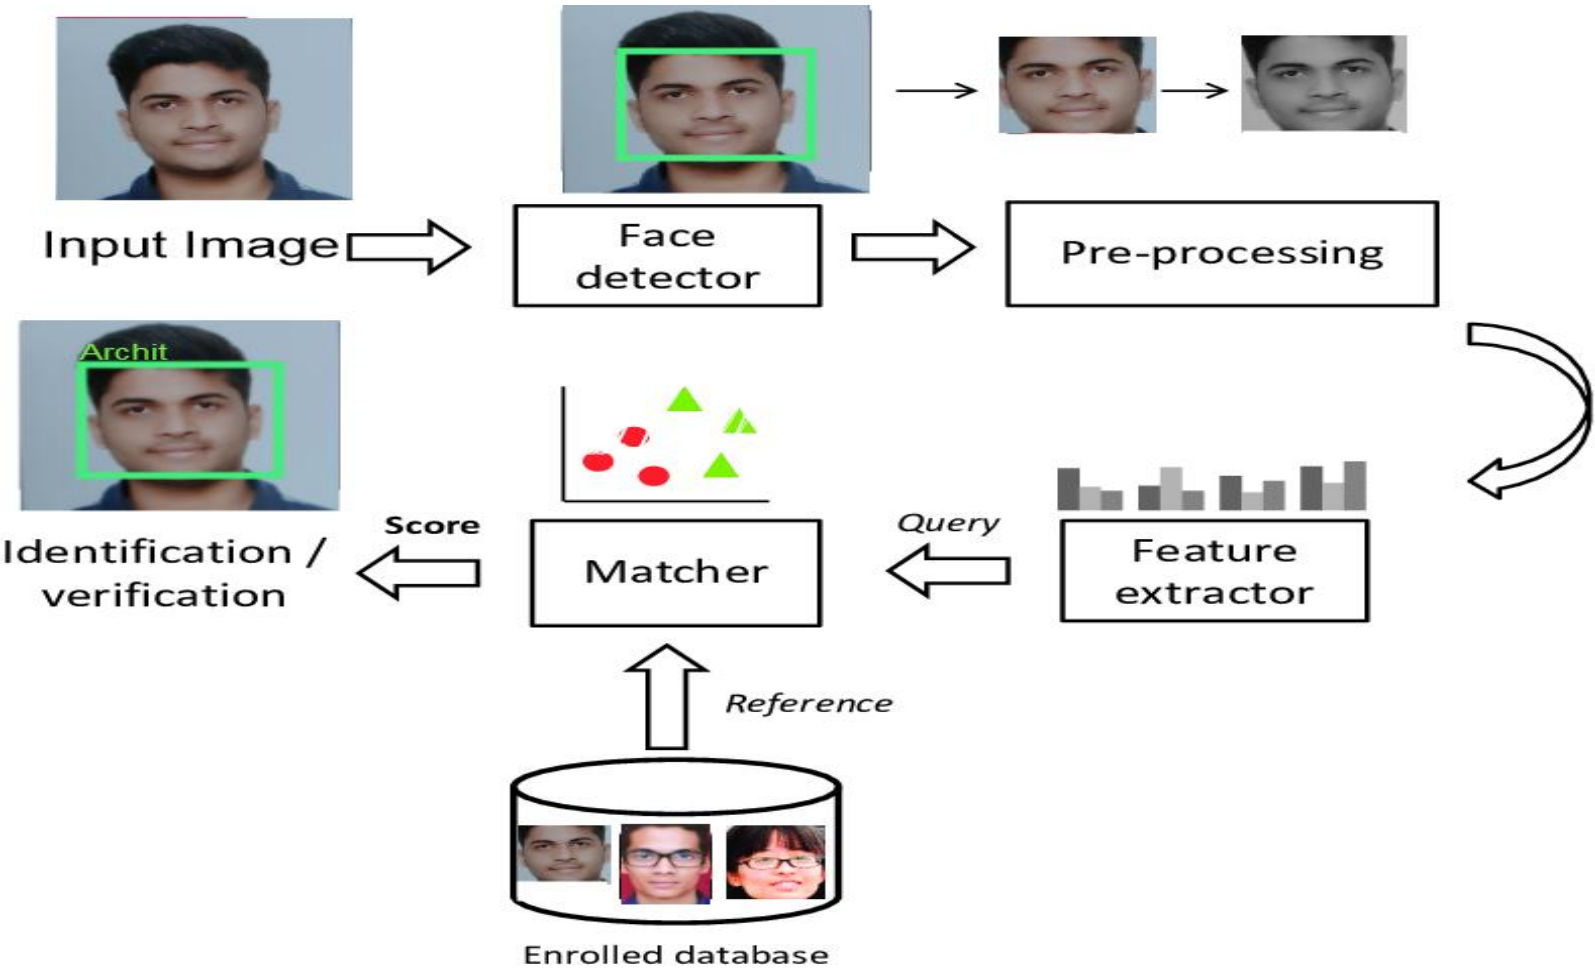 Input Image
Face
detector
Pre-processing
Archit
Identification /
verification
Score
Matcher
Query
Feature
extractor
Reference
Enrolled database